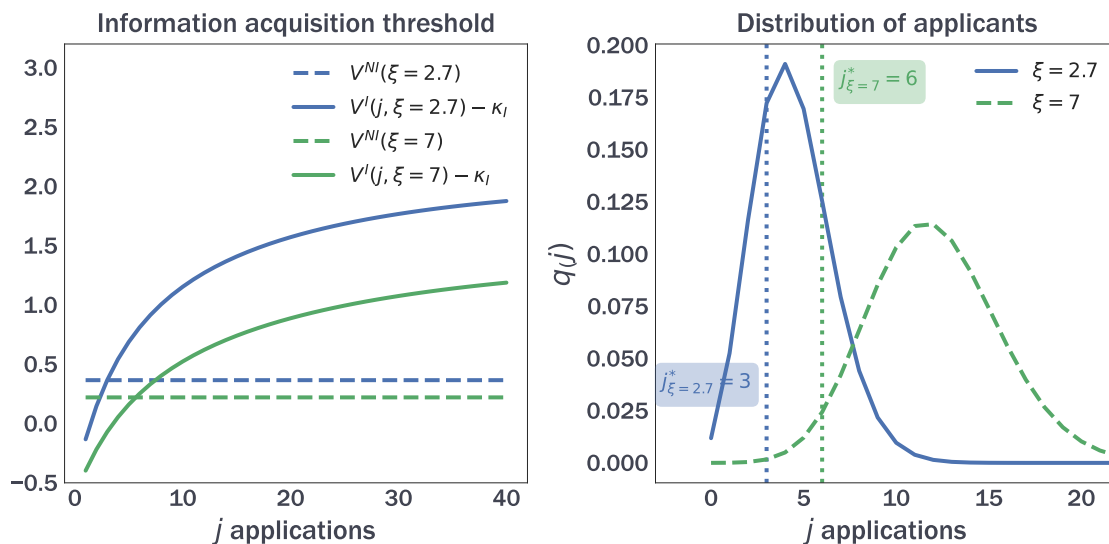 Information acquisition threshold
3.0
2.5
2.0
1.5
1.0
0.5
0.0
−0.5
V^{NI}(ξ = 2.7)
V^I(j, ξ = 2.7) − κ_I
V^{NI}(ξ = 7)
V^I(j, ξ = 7) − κ_I
0 10 20 30 40
j applications
Distribution of applicants
0.200
0.175
0.150
0.125
0.100
0.075
0.050
0.025
0.000
q(j)
j^*_{ξ=7} = 6
ξ = 2.7
ξ = 7
j^*_{ξ=2.7} = 3
0 5 10 15 20
j applications